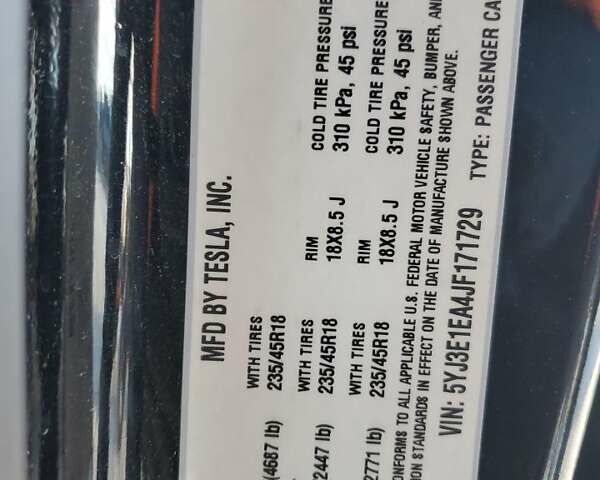 MFD BY TESLA, INC.
(4687 lb) WITH TIRES
235/45R18
2447 lb) WITH TIRES RIM COLD TIRE PRESSURE
235/45R18 18X8.5 J 310 kPa, 45 psi
2771 lb) WITH TIRES RIM COLD TIRE PRESSURE
235/45R18 18X8.5 J 310 kPa, 45 psi
ONFORMS TO ALL APPLICABLE U.S. FEDERAL MOTOR VEHICLE SAFETY, BUMPER, AN
ON STANDARDS IN EFFECT ON THE DATE OF MANUFACTURE SHOWN ABOVE.
VIN: 5YJ3E1EA4JF171729 TYPE: PASSENGER CA